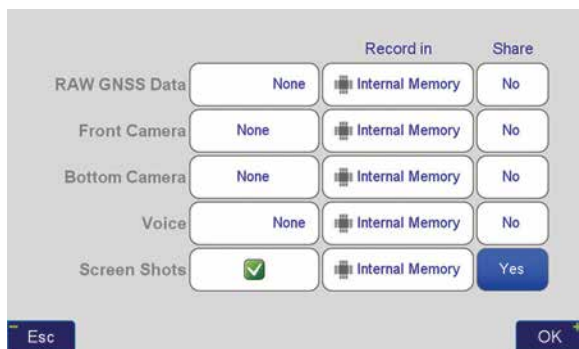 Record in Share
RAW GNSS Data None Internal Memory No
Front Camera None Internal Memory No
Bottom Camera None Internal Memory No
Voice None Internal Memory No
Screen Shots Internal Memory Yes
Esc OK